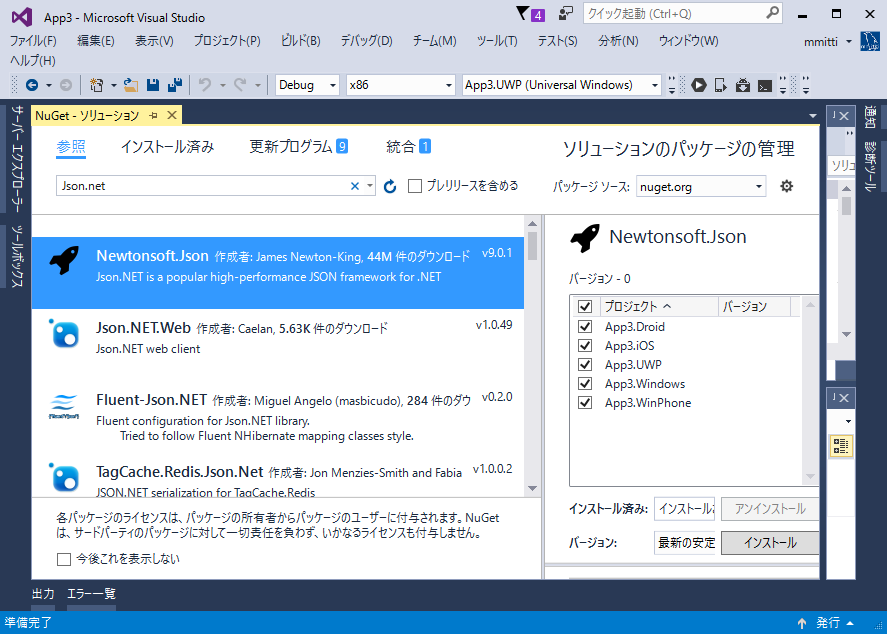 App3 - Microsoft Visual Studio
4
クイック起動 (Ctrl+Q)
ファイル(F) 編集(E) 表示(V) プロジェクト(P) ビルド(B) デバッグ(D) チーム(M) ツール(T) テスト(S) 分析(N) ウィンドウ(W)
mmitti
ヘルプ(H)
Debug x86 App3.UWP (Universal Windows)
サーバー エクスプローラー
ツールボックス
NuGet - ソリューション
参照 インストール済み 更新プログラム 9 統合 1
ソリューションのパッケージの管理
Json.net
プレリリースを含める
パッケージ ソース: nuget.org
Newtonsoft.Json 作成者: James Newton-King, 44M 件のダウンロード v9.0.1
Json.NET is a popular high-performance JSON framework for .NET
Json.NET.Web 作成者: Caelan, 5.63K 件のダウンロード v1.0.49
Json.NET web client
Fluent-Json.NET 作成者: Miguel Angelo (masbicudo), 284 件のダウ v0.2.0
Fluent configuration for Json.NET library.
Tried to follow Fluent NHibernate mapping classes style.
TagCache.Redis.Json.Net 作成者: Jon Menzies-Smith and Fabia v1.0.0.2
JSON.NET serialization for TagCache.Redis
各パッケージのライセンスは、パッケージの所有者からパッケージのユーザーに付与されます。NuGet
は、サードパーティのパッケージに対して一切責任を負わず、いかなるライセンスも付与しません。
今後これを表示しない
Newtonsoft.Json
バージョン - 0
プロジェクト バージョン
App3.Droid
App3.iOS
App3.UWP
App3.Windows
App3.WinPhone
インストール済み: インストール アンインストール
バージョン: 最新の安定 インストール
ソリュ
通知
診断ツール
出力 エラー一覧
準備完了
発行